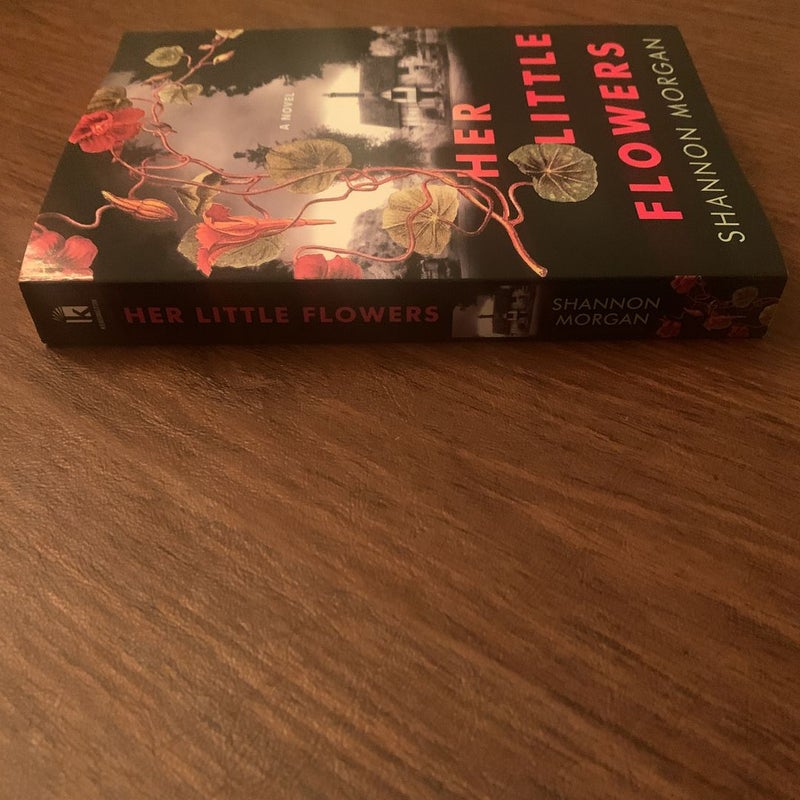 A NOVEL
HER
LITTLE
FLOWERS
SHANNON MORGAN
HER LITTLE FLOWERS
SHANNON
MORGAN